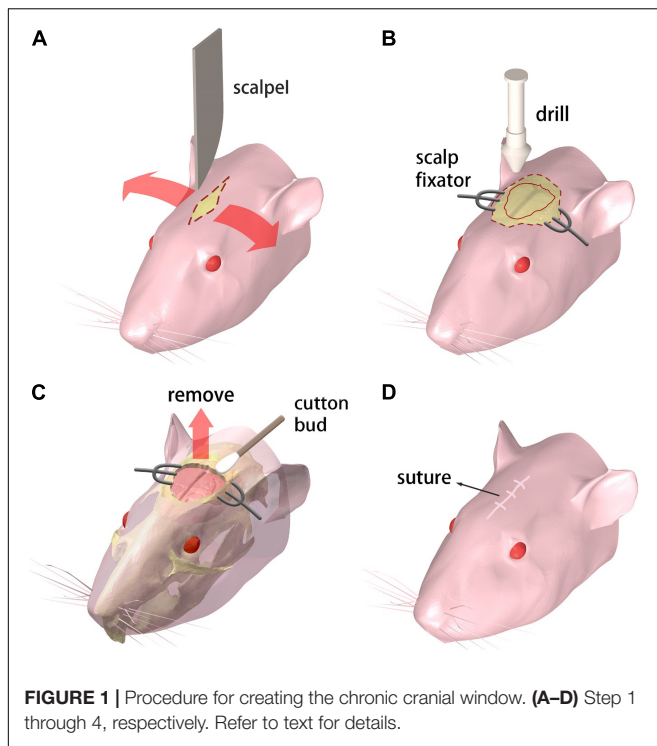 A
scalpel
B
drill
scalp
fixator
C
remove
cutton
bud
D
suture
FIGURE 1 | Procedure for creating the chronic cranial window. (A–D) Step 1
through 4, respectively. Refer to text for details.